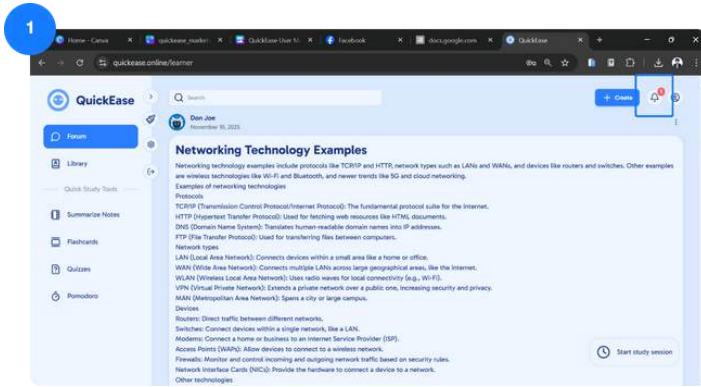 1
Home - Canva
quickease_market
QuickEase User M
Facebook
docs.google.com
QuickEase
quickease.online/learner
QuickEase
Search
+ Create
1
Forum
Library
Quick Study Tools
Summarize Notes
Flashcards
Quizzes
Pomodoro
Don Joe
November 16, 2025
Networking Technology Examples
Networking technology examples include protocols like TCP/IP and HTTP, network types such as LANs and WANs, and devices like routers and switches. Other examples
are wireless technologies like Wi-Fi and Bluetooth, and newer trends like 5G and cloud networking.
Examples of networking technologies
Protocols
TCP/IP (Transmission Control Protocol/Internet Protocol): The fundamental protocol suite for the internet.
HTTP (Hypertext Transfer Protocol): Used for fetching web resources like HTML documents.
DNS (Domain Name System): Translates human-readable domain names into IP addresses.
FTP (File Transfer Protocol): Used for transferring files between computers.
Network types
LAN (Local Area Network): Connects devices within a small area like a home or office.
WAN (Wide Area Network): Connects multiple LANs across large geographical areas, like the internet.
WLAN (Wireless Local Area Network): Uses radio waves for local connectivity (e.g., Wi-Fi).
VPN (Virtual Private Network): Extends a private network over a public one, increasing security and privacy.
MAN (Metropolitan Area Network): Spans a city or large campus.
Devices
Routers: Direct traffic between different networks.
Switches: Connect devices within a single network, like a LAN.
Modems: Connect a home or business to an Internet Service Provider (ISP).
Access Points (WAPs): Allow devices to connect to a wireless network.
Firewalls: Monitor and control incoming and outgoing network traffic based on security rules.
Network Interface Cards (NICs): Provide the hardware to connect a device to a network.
Other technologies
Start study session